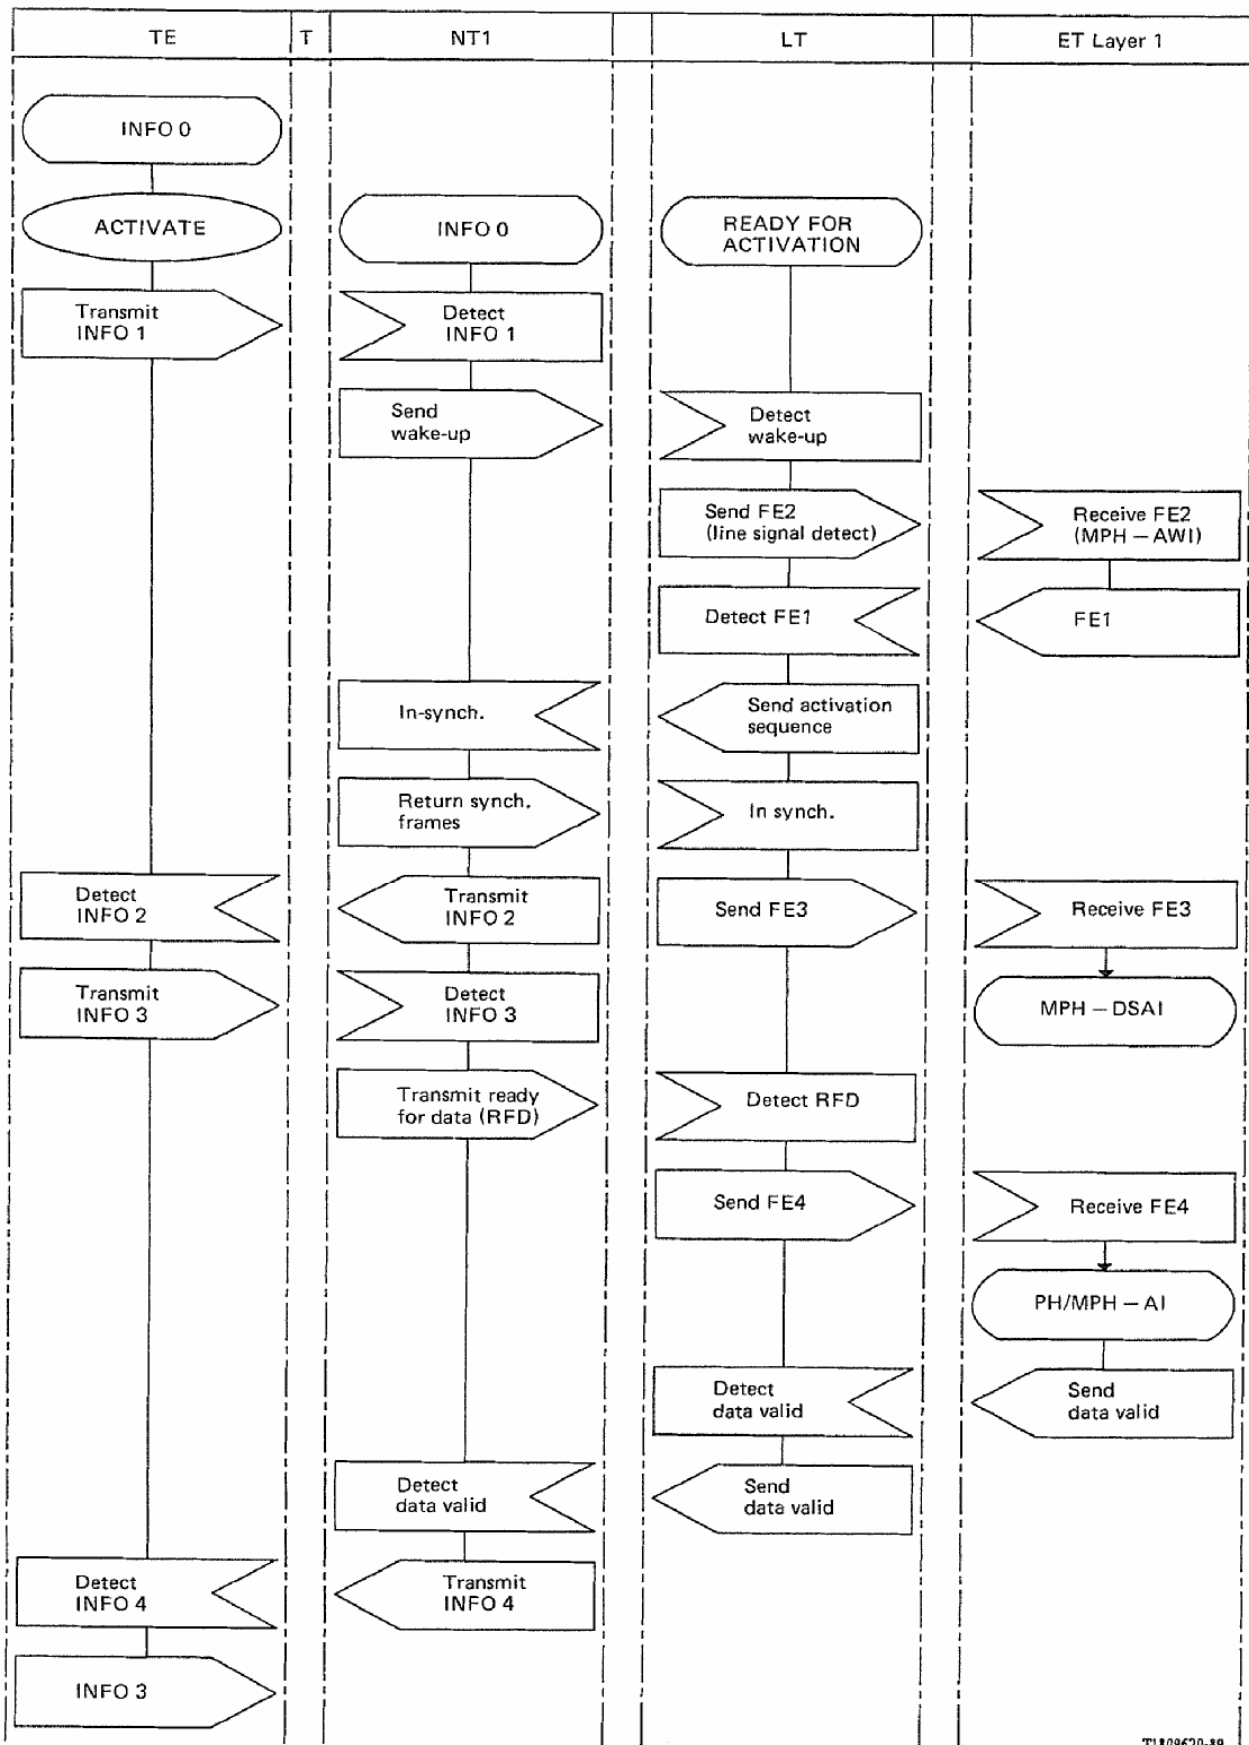 TE T NT1 LT ET Layer 1
INFO 0
ACTIVATE
INFO 0
READY FOR
ACTIVATION
Transmit
INFO 1
Detect
INFO 1
Send
wake-up
Detect
wake-up
Send FE2
(line signal detect)
Receive FE2
(MPH — AWI)
Detect FE1
FE1
In-synch.
Send activation
sequence
Return synch.
frames
In synch.
Detect
INFO 2
Transmit
INFO 2
Send FE3
Receive FE3
Transmit
INFO 3
Detect
INFO 3
MPH — DSAI
Transmit ready
for data (RFD)
Detect RFD
Send FE4
Receive FE4
PH/MPH — AI
Detect
data valid
Send
data valid
Detect
data valid
Send
data valid
Detect
INFO 4
Transmit
INFO 4
INFO 3
T1809620-89